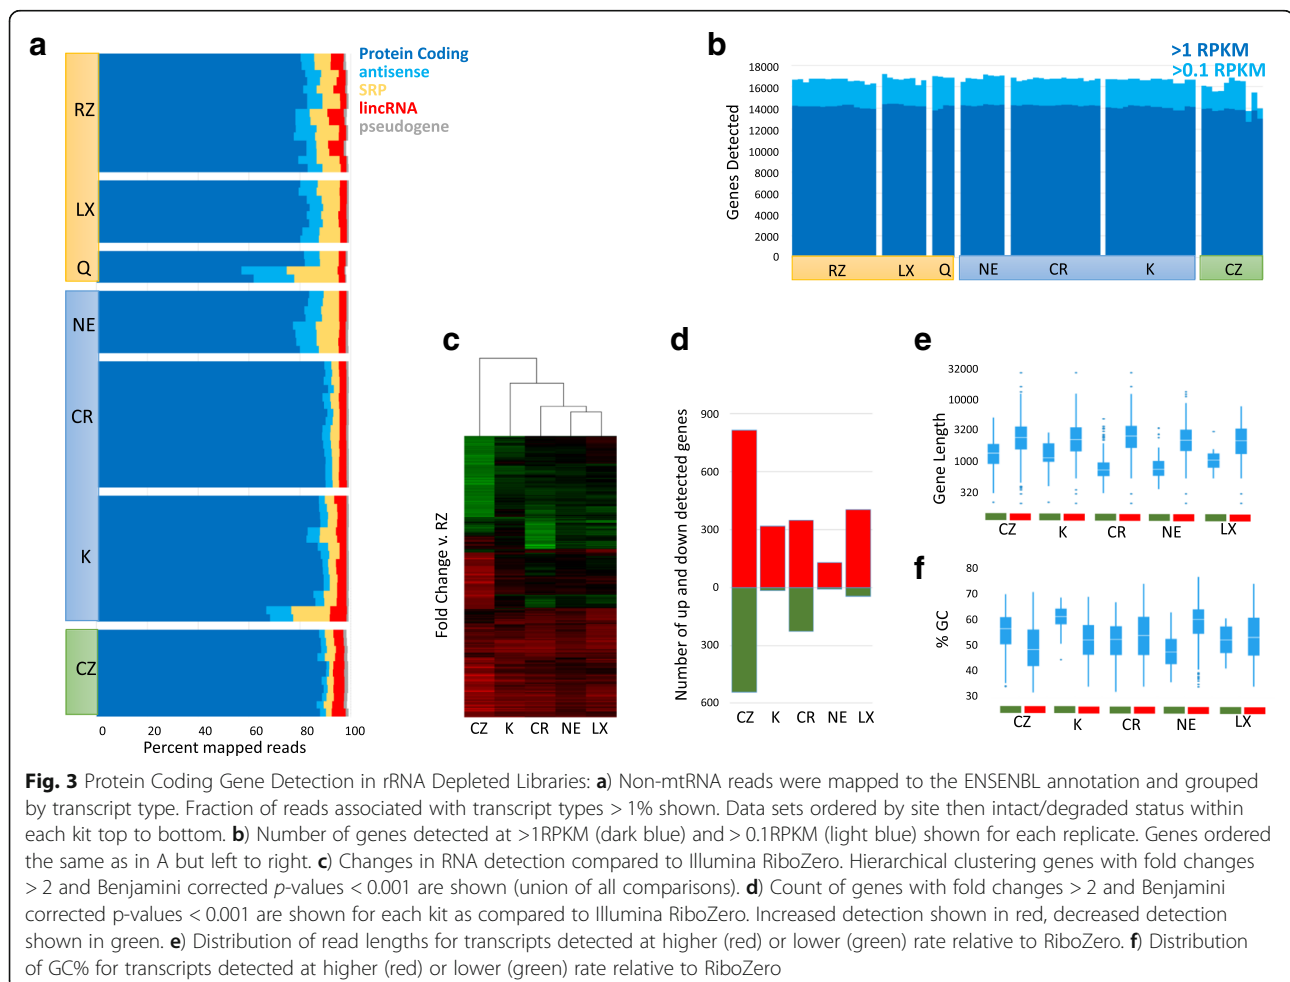 a
RZ
LX
Q
NE
CR
K
CZ
0 20 40 60 80 100
Percent mapped reads
Protein Coding
antisense
SRP
lincRNA
pseudogene
b
>1 RPKM
>0.1 RPKM
Genes Detected
18000
16000
14000
12000
10000
8000
6000
4000
2000
0
RZ LX Q NE CR K CZ
c
Fold Change v. RZ
CZ K CR NE LX
d
Number of up and down detected genes
900
600
300
0
300
600
CZ K CR NE LX
e
Gene Length
32000
10000
3200
1000
320
CZ K CR NE LX
f
% GC
80
70
60
50
40
30
CZ K CR NE LX
Fig. 3 Protein Coding Gene Detection in rRNA Depleted Libraries: a) Non-mtRNA reads were mapped to the ENSENBL annotation and grouped
by transcript type. Fraction of reads associated with transcript types > 1% shown. Data sets ordered by site then intact/degraded status within
each kit top to bottom. b) Number of genes detected at >1RPKM (dark blue) and > 0.1RPKM (light blue) shown for each replicate. Genes ordered
the same as in A but left to right. c) Changes in RNA detection compared to Illumina RiboZero. Hierarchical clustering genes with fold changes
> 2 and Benjamini corrected p-values < 0.001 are shown (union of all comparisons). d) Count of genes with fold changes > 2 and Benjamini
corrected p-values < 0.001 are shown for each kit as compared to Illumina RiboZero. Increased detection shown in red, decreased detection
shown in green. e) Distribution of read lengths for transcripts detected at higher (red) or lower (green) rate relative to RiboZero. f) Distribution
of GC% for transcripts detected at higher (red) or lower (green) rate relative to RiboZero